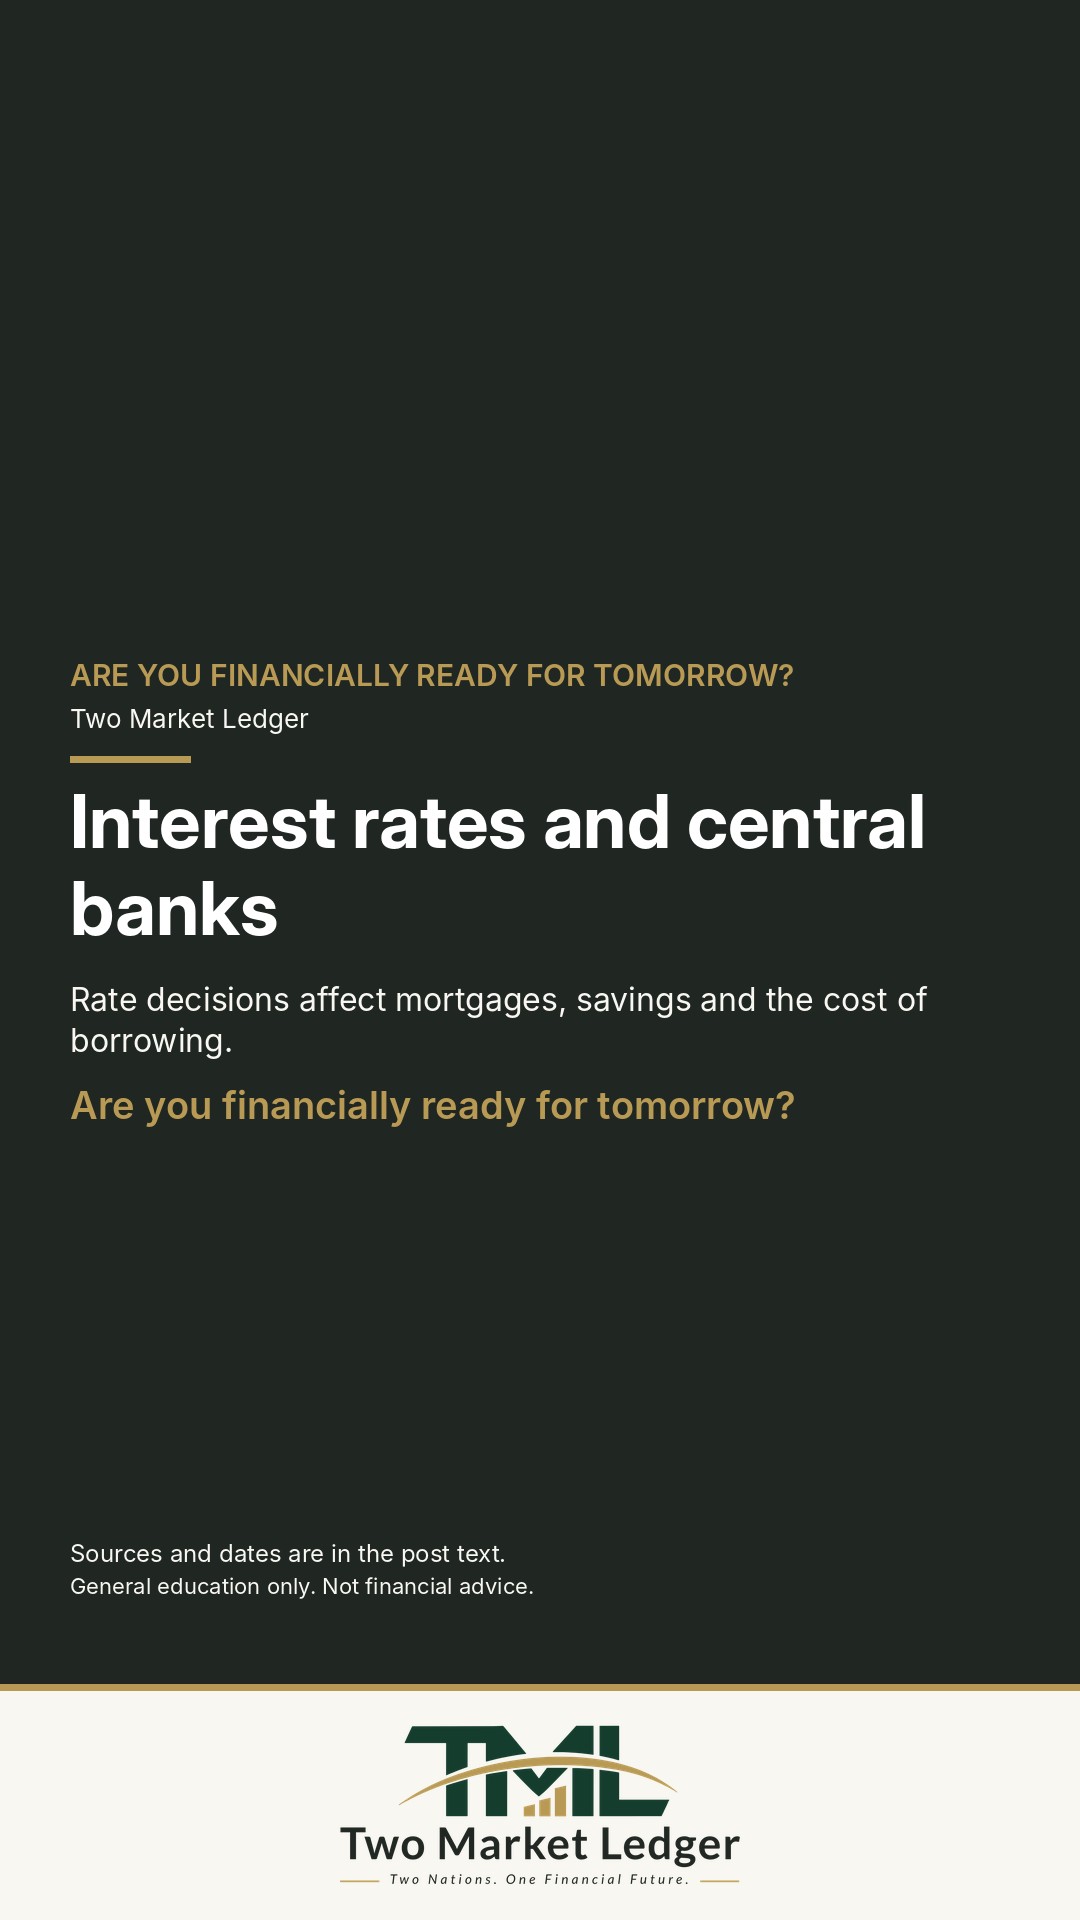 ARE YOU FINANCIALLY READY FOR TOMORROW?
Two Market Ledger
Interest rates and central
banks
Rate decisions affect mortgages, savings and the cost of
borrowing.
Are you financially ready for tomorrow?
Sources and dates are in the post text.
General education only. Not financial advice.
TML
Two Market Ledger
Two Nations. One Financial Future.